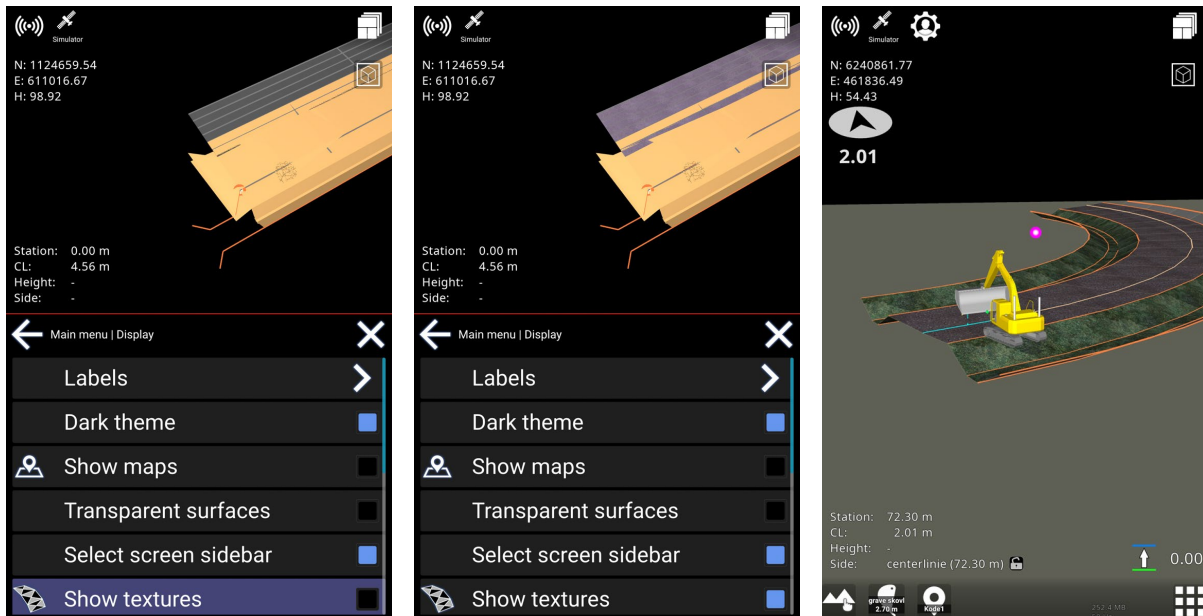 Simulator
N: 1124659.54
E: 611016.67
H: 98.92
Station: 0.00 m
CL: 4.56 m
Height: -
Side: -
Main menu | Display
Labels
Dark theme
Show maps
Transparent surfaces
Select screen sidebar
Show textures
Simulator
N: 1124659.54
E: 611016.67
H: 98.92
Station: 0.00 m
CL: 4.56 m
Height: -
Side: -
Main menu | Display
Labels
Dark theme
Show maps
Transparent surfaces
Select screen sidebar
Show textures
Simulator
N: 6240861.77
E: 461836.49
H: 54.43
2.01
Station: 72.30 m
CL: 2.01 m
Height: -
Side: centerlinie (72.30 m)
0.00
grave skovl
2.70 m
Kode1
252.4 MB